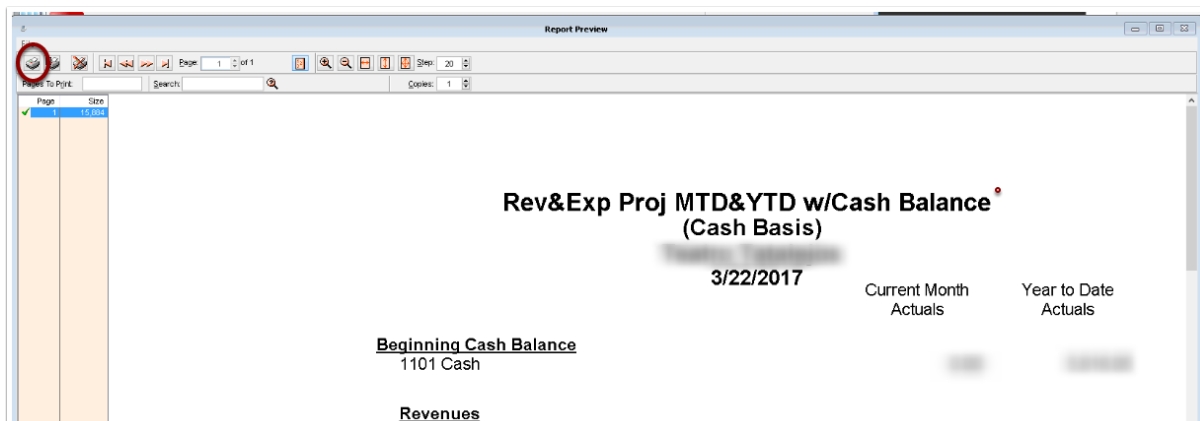 Report Preview
File
Page: 1 of 1 Step: 20
Pages To Print: Search: Copies: 1
Page Size
1 15,884
Rev&Exp Proj MTD&YTD w/Cash Balance
(Cash Basis)
3/22/2017
Current Month Year to Date
Actuals Actuals
Beginning Cash Balance
1101 Cash
Revenues